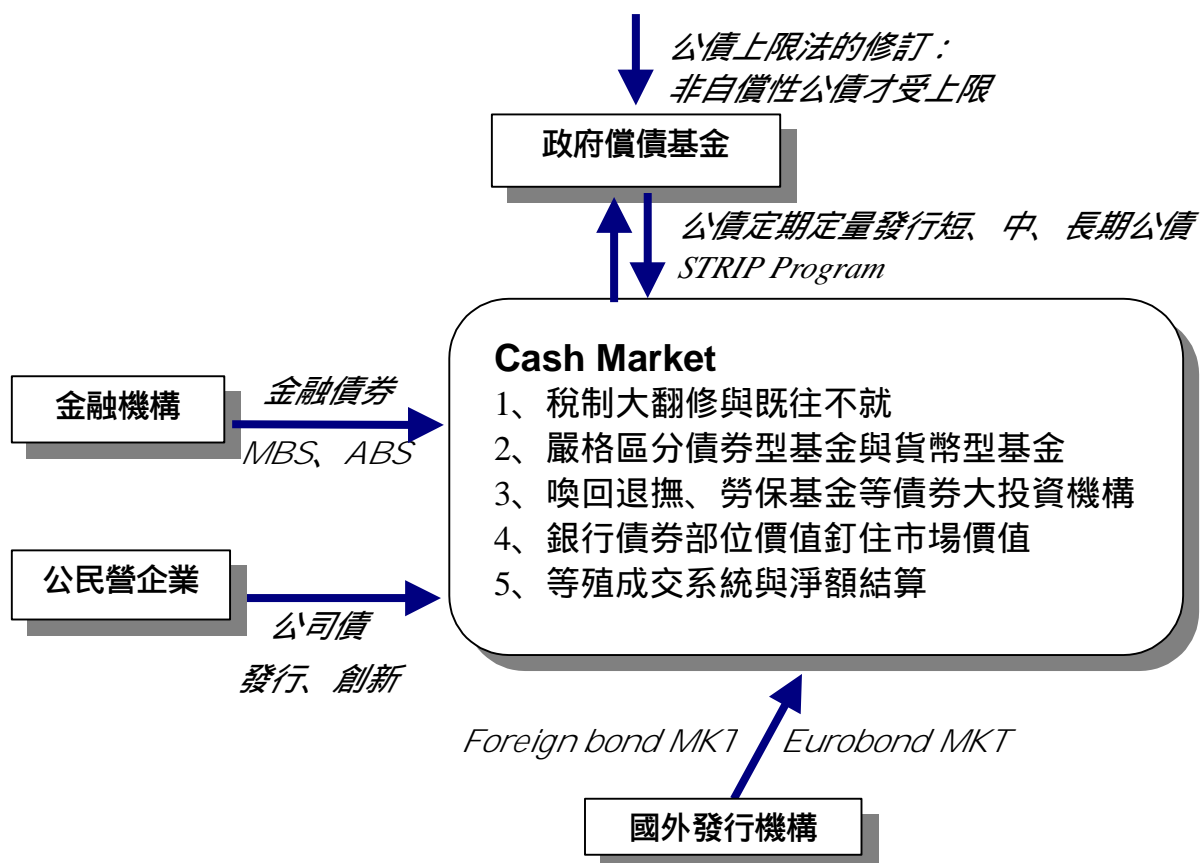 公債上限法的修訂：
非自償性公債才受上限
政府償債基金
公債定期定量發行短、中、長期公債
STRIP Program
Cash Market
1、稅制大翻修與既往不就
2、嚴格區分債券型基金與貨幣型基金
3、喚回退撫、勞保基金等債券大投資機構
4、銀行債券部位價值釘住市場價值
5、等殖成交系統與淨額結算
金融機構
金融債券
MBS、ABS
公民營企業
公司債
發行、創新
Foreign bond MKT
Eurobond MKT
國外發行機構